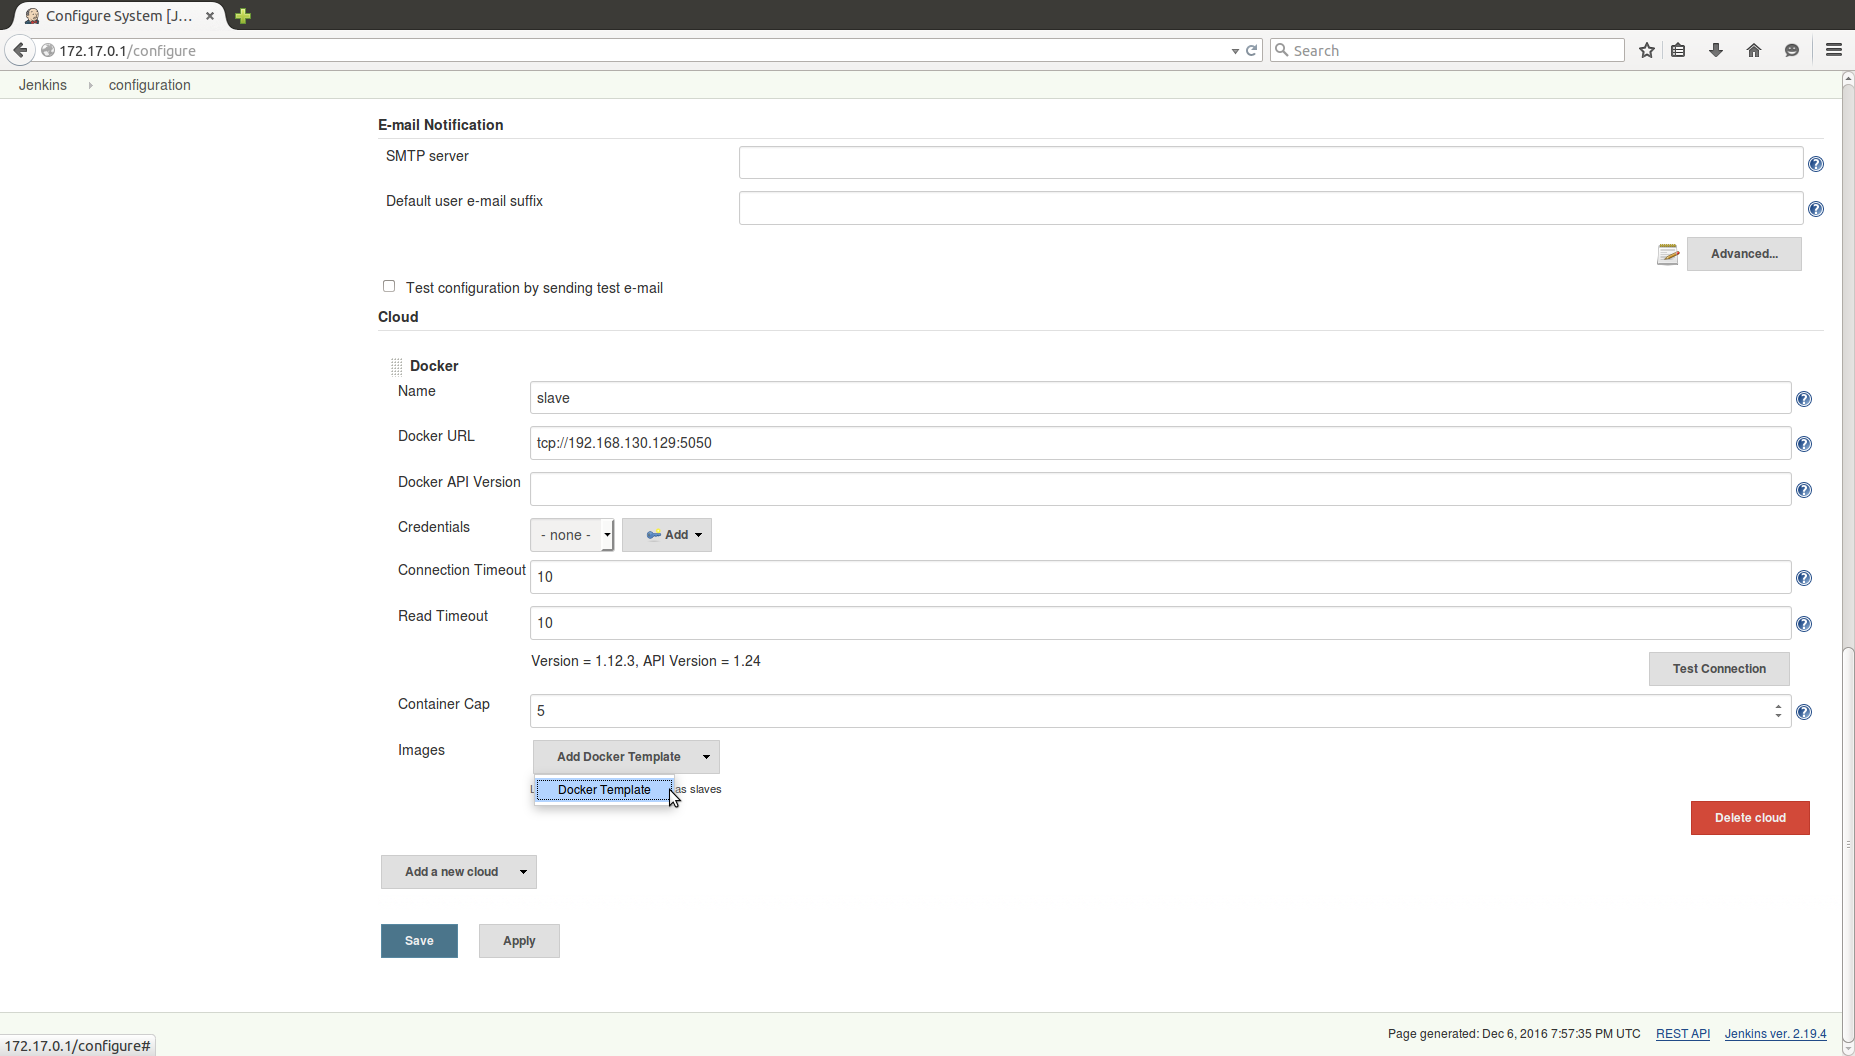 Configure System [J...
172.17.0.1/configure
Search
Jenkins
configuration
E-mail Notification
SMTP server
Default user e-mail suffix
Advanced...
Test configuration by sending test e-mail
Cloud
Docker
Name
slave
Docker URL
tcp://192.168.130.129:5050
Docker API Version
Credentials
- none -
Add
Connection Timeout
10
Read Timeout
10
Version = 1.12.3, API Version = 1.24
Test Connection
Container Cap
5
Images
Add Docker Template
Docker Template
as slaves
Delete cloud
Add a new cloud
Save
Apply
Page generated: Dec 6, 2016 7:57:35 PM UTC
REST API
Jenkins ver. 2.19.4
172.17.0.1/configure#